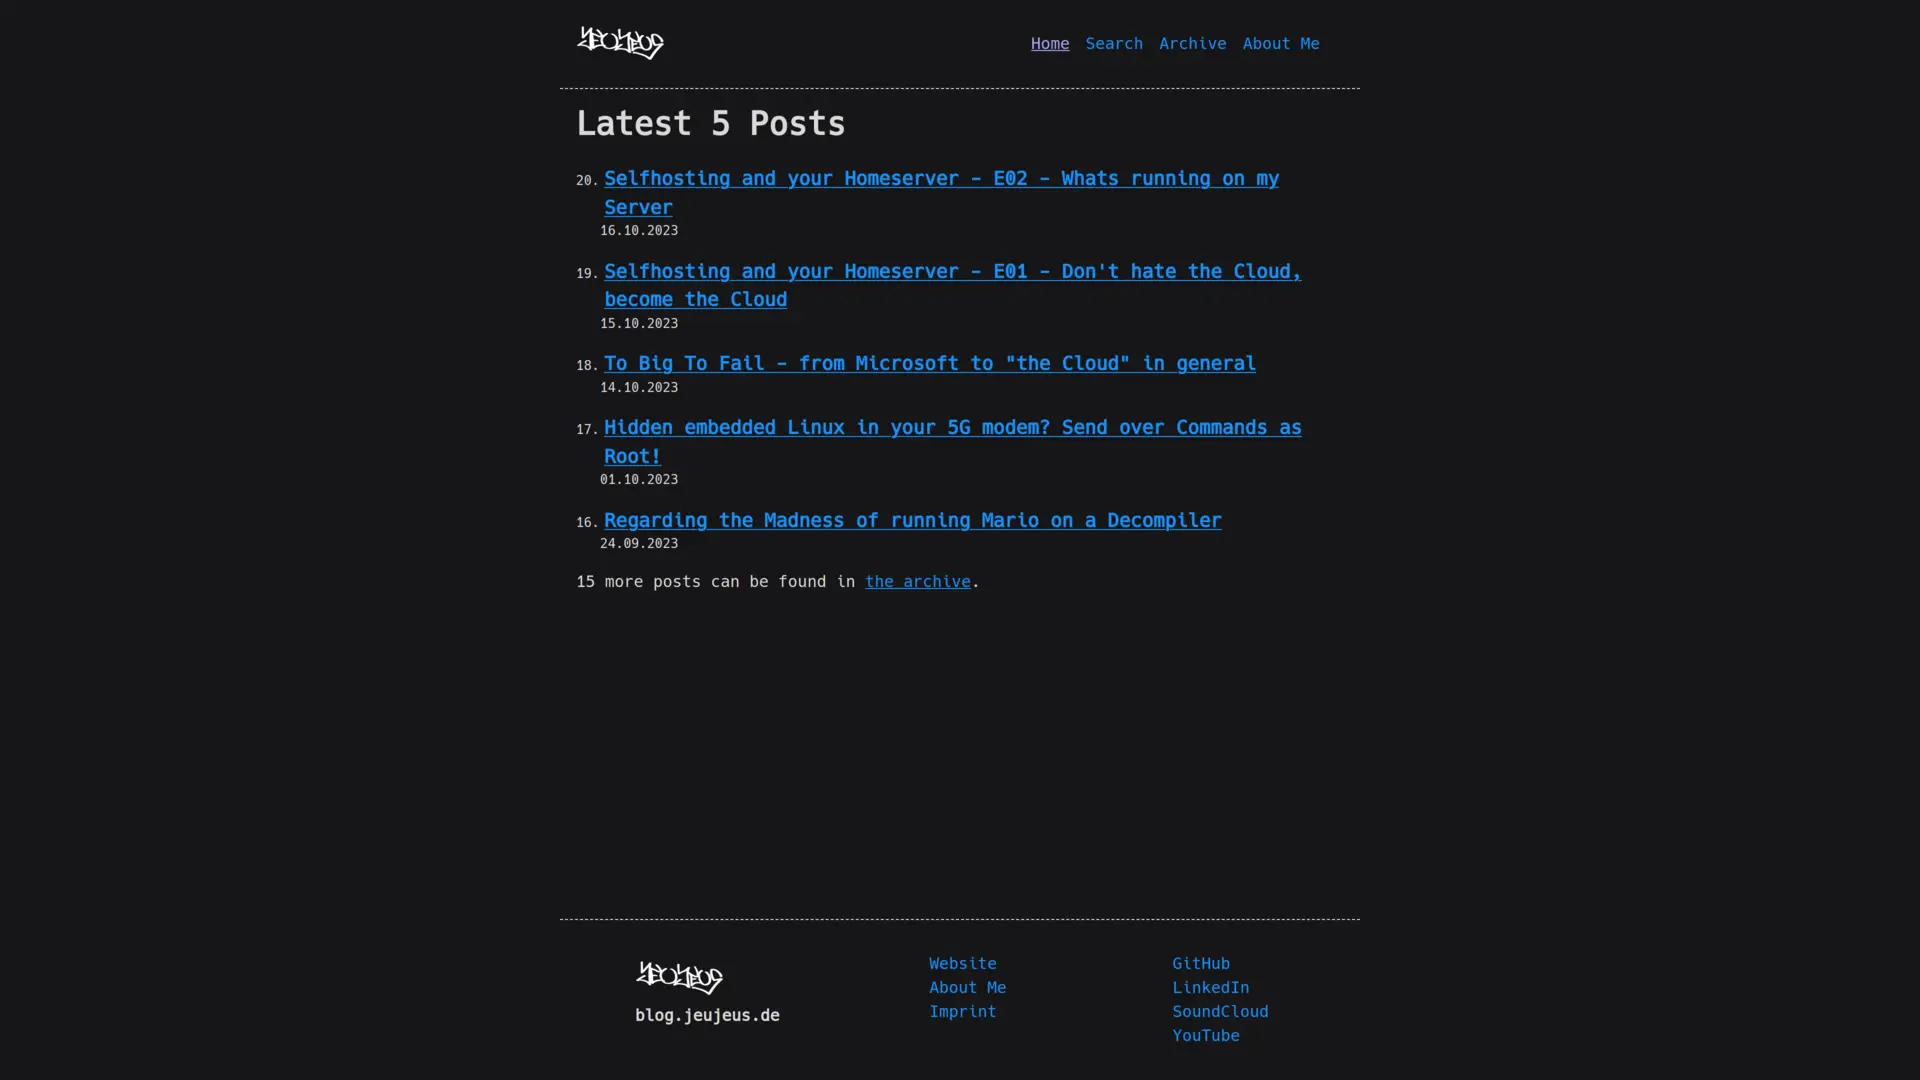 JEUJEUS
Home Search Archive About Me
Latest 5 Posts
20. Selfhosting and your Homeserver - E02 - Whats running on my
Server
16.10.2023
19. Selfhosting and your Homeserver - E01 - Don't hate the Cloud,
become the Cloud
15.10.2023
18. To Big To Fail - from Microsoft to "the Cloud" in general
14.10.2023
17. Hidden embedded Linux in your 5G modem? Send over Commands as
Root!
01.10.2023
16. Regarding the Madness of running Mario on a Decompiler
24.09.2023
15 more posts can be found in the archive.
JEUJEUS
blog.jeujeus.de
Website
About Me
Imprint
GitHub
LinkedIn
SoundCloud
YouTube